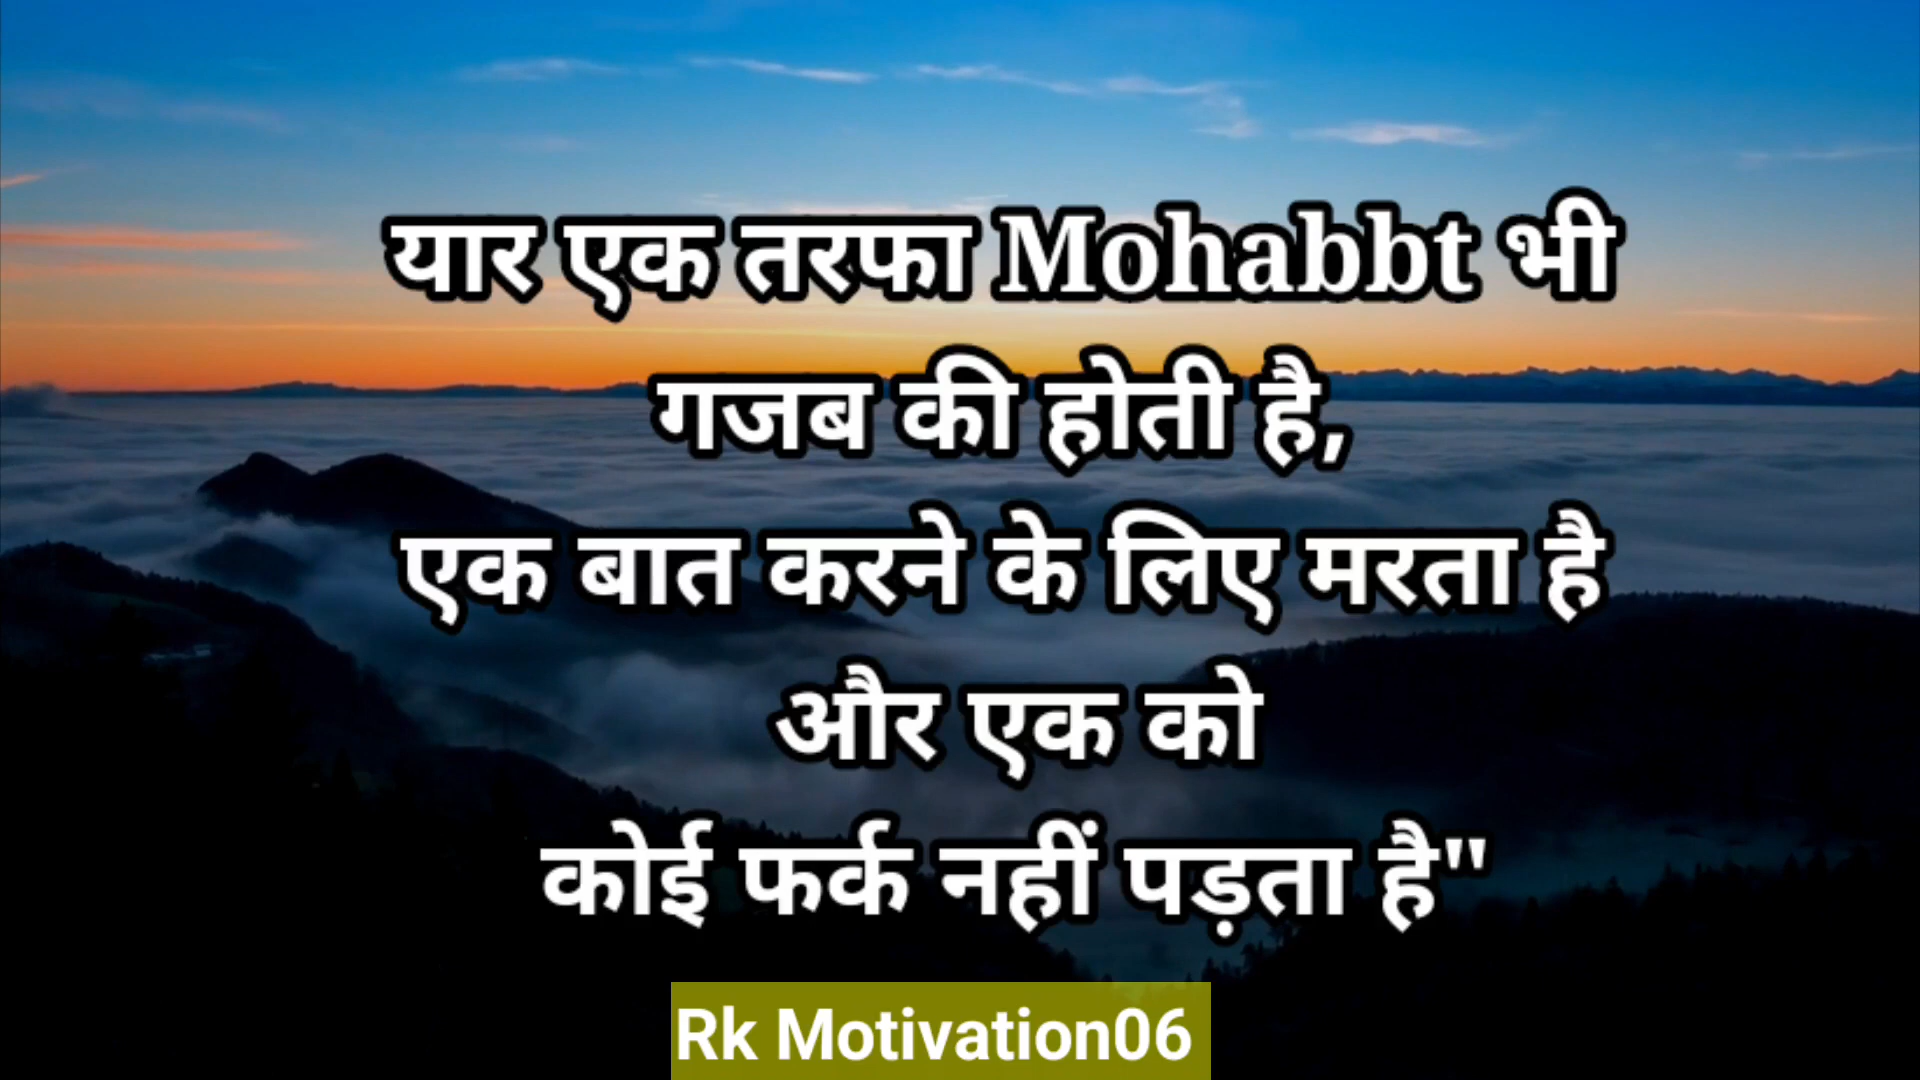 यार एक तरफा Mohabbt भी
गजब की होती है,
एक बात करने के लिए मरता है
और एक को
कोई फर्क नहीं पड़ता है"
Rk Motivation06